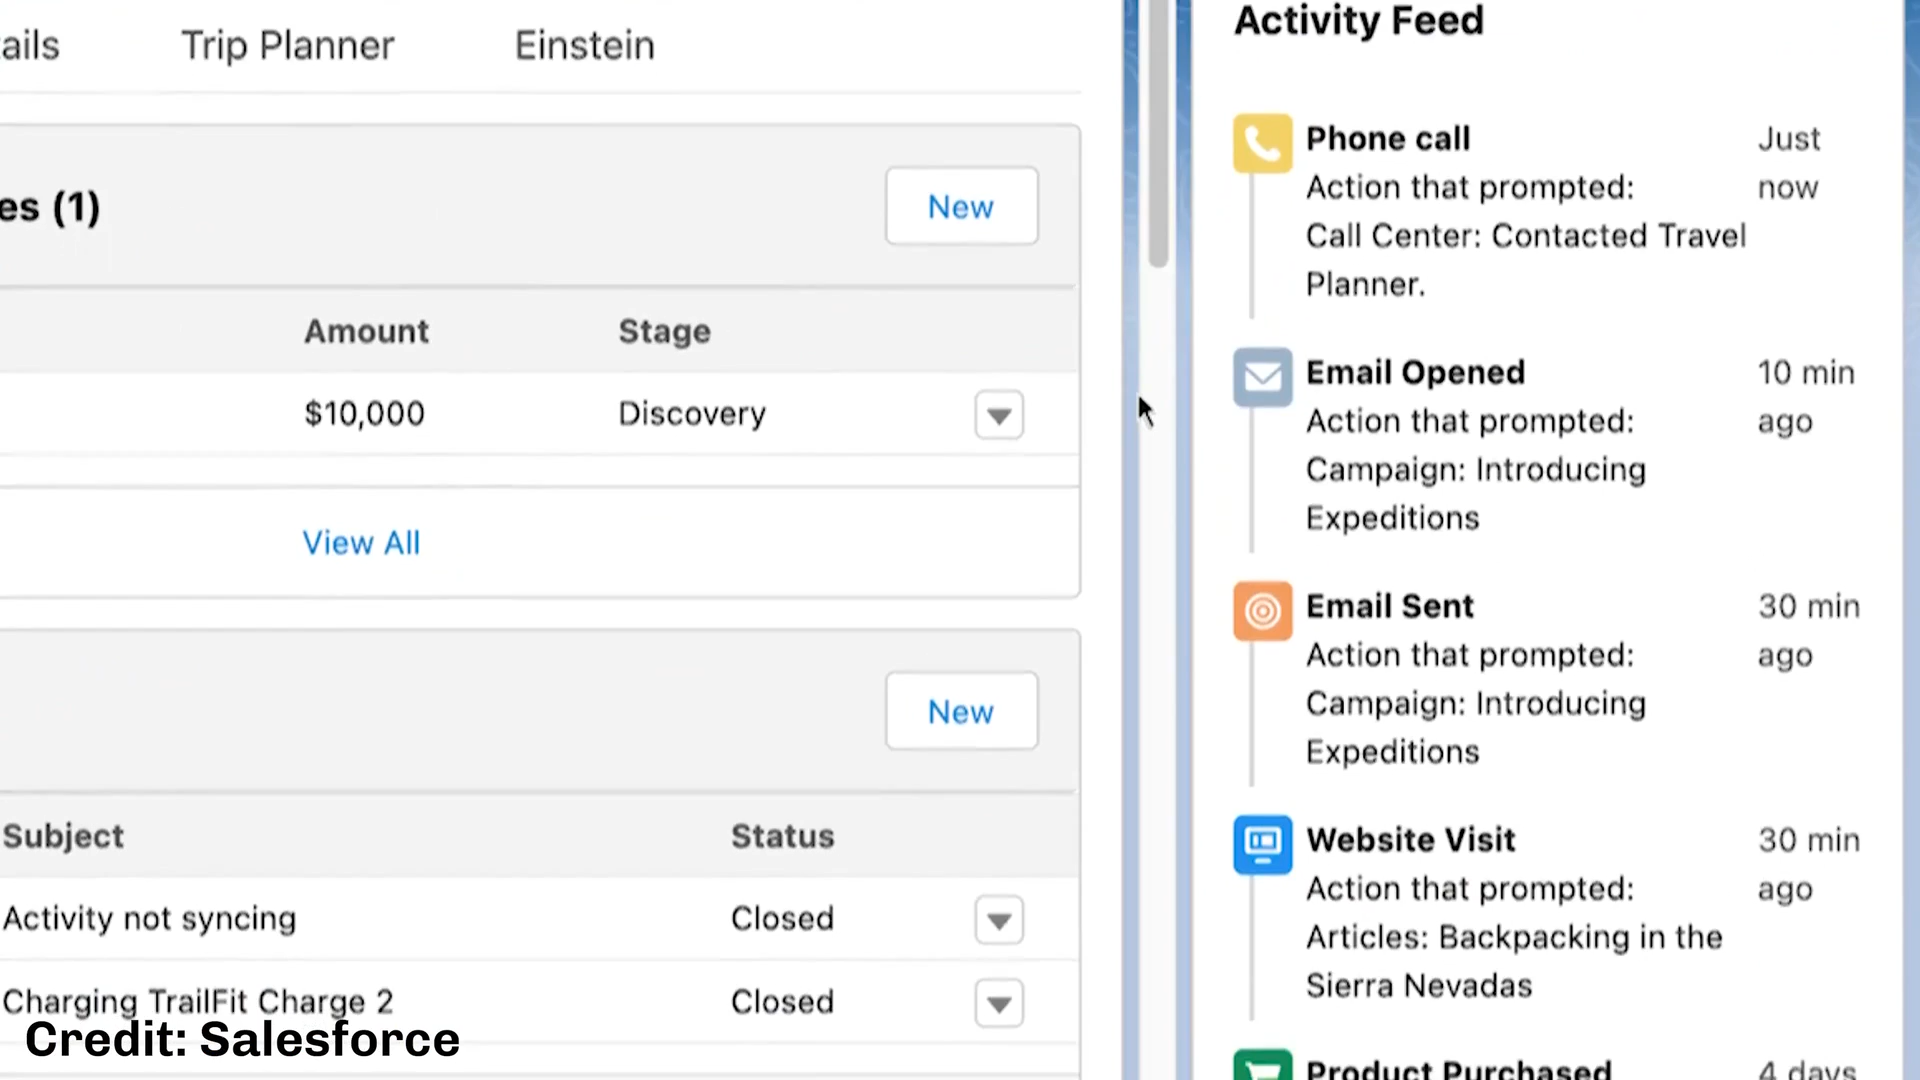 ails Trip Planner Einstein
es (1) New
Amount Stage
$10,000 Discovery
View All
New
Subject Status
Activity not syncing Closed
Charging TrailFit Charge 2 Closed
Credit: Salesforce
Activity Feed
Phone call Just
Action that prompted: now
Call Center: Contacted Travel
Planner.
Email Opened 10 min
Action that prompted: ago
Campaign: Introducing
Expeditions
Email Sent 30 min
Action that prompted: ago
Campaign: Introducing
Expeditions
Website Visit 30 min
Action that prompted: ago
Articles: Backpacking in the
Sierra Nevadas
Product Purchased 4 days